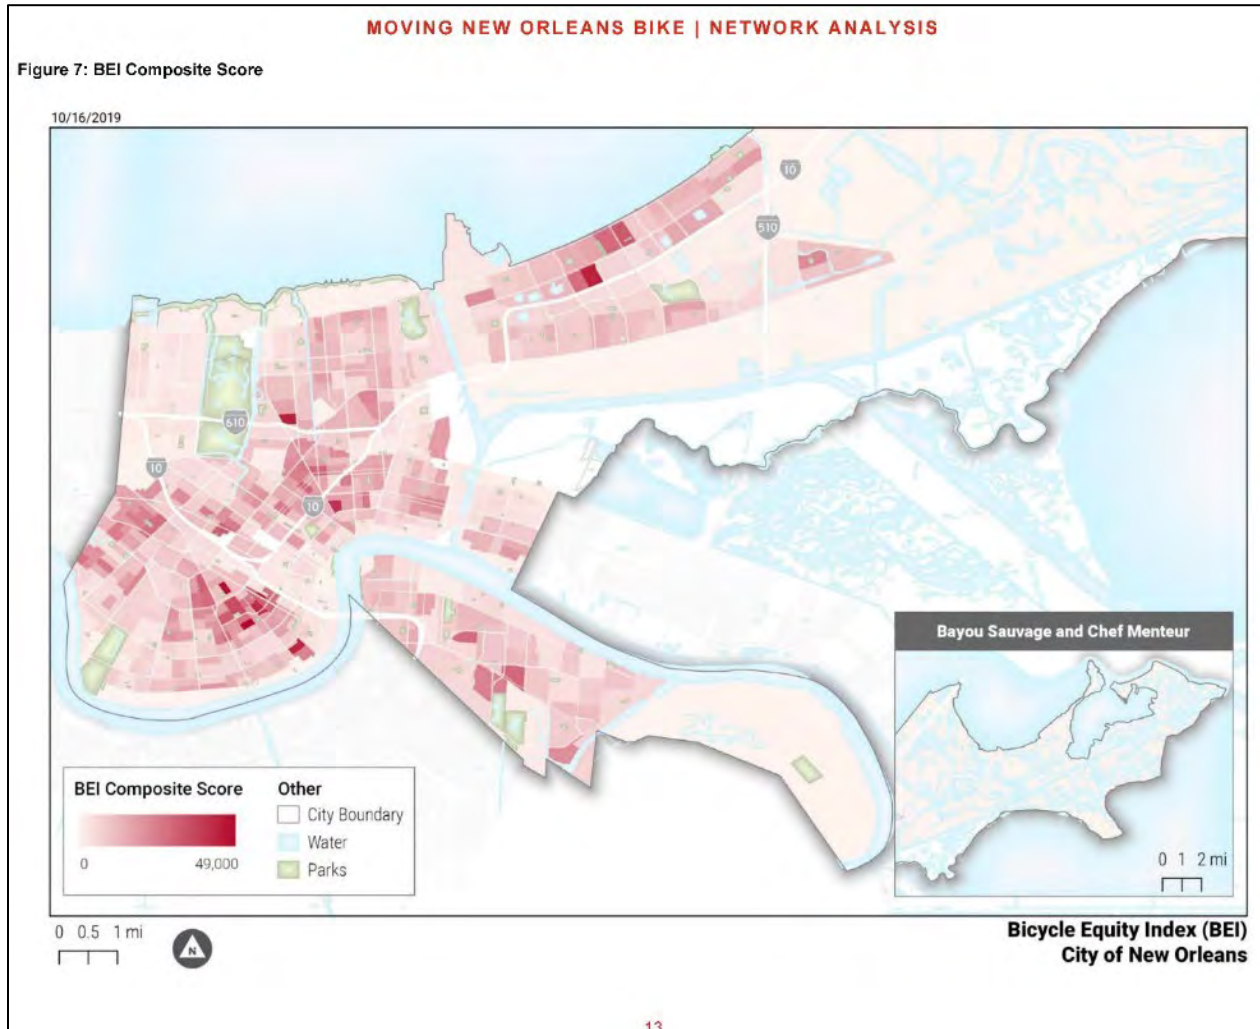 MOVING NEW ORLEANS BIKE | NETWORK ANALYSIS
Figure 7: BEI Composite Score
10/16/2019
10
510
610
10
10
Bayou Sauvage and Chef Menteur
BEI Composite Score
0
49,000
Other
City Boundary
Water
Parks
0 1 2 mi
0 0.5 1 mi
N
Bicycle Equity Index (BEI)
City of New Orleans
13